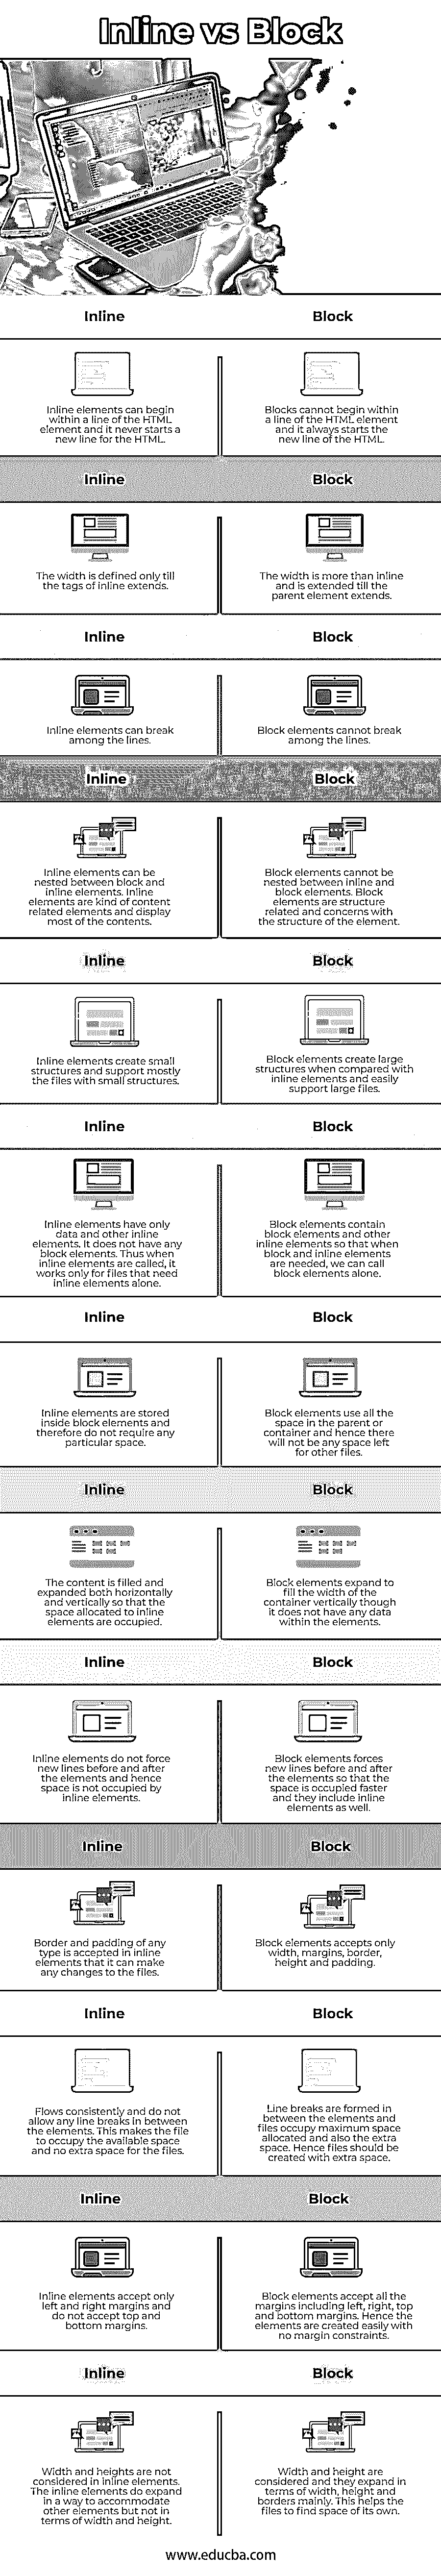 Inline vs Block
Inline Block
Inline elements can begin
within a line of the HTML
element and it never starts a
new line for the HTML.
Blocks cannot begin within
a line of the HTML element
and it always starts the
new line of the HTML.
Inline Block
The width is defined only till
the tags of inline extends.
The width is more than inline
and is extended till the
parent element extends.
Inline Block
Inline elements can break
among the lines.
Block elements cannot break
among the lines.
Inline Block
Inline elements can be
nested between block and
inline elements. Inline
elements are kind of content
related elements and display
most of the contents.
Block elements cannot be
nested between inline and
block elements. Block
elements are structure
related and concerns with
the structure of the element.
Inline Block
Inline elements create small
structures and support mostly
the files with small structures.
Block elements create large
structures when compared with
inline elements and easily
support large files.
Inline Block
Inline elements have only
data and other inline
elements. It does not have any
block elements. Thus when
inline elements are called, it
works only for files that need
inline elements alone.
Block elements contain
block elements and other
inline elements so that when
block and inline elements
are needed, we can call
block elements alone.
Inline Block
Inline elements are stored
inside block elements and
therefore do not require any
particular space.
Block elements use all the
space in the parent or
container and hence there
will not be any space left
for other files.
Inline Block
The content is filled and
expanded both horizontally
and vertically so that the
space allocated to inline
elements are occupied.
Block elements expand to
fill the width of the
container vertically though
it does not have any data
within the elements.
Inline Block
Inline elements do not force
new lines before and after
the elements and hence
space is not occupied by
inline elements.
Block elements forces
new lines before and after
the elements so that the
space is occupied faster
and they include inline
elements as well.
Inline Block
Border and padding of any
type is accepted in inline
elements that it can make
any changes to the files.
Block elements accepts only
width, margins, border,
height and padding.
Inline Block
Flows consistently and do not
allow any line breaks in between
the elements. This makes the file
to occupy the available space
and no extra space for the files.
Line breaks are formed in
between the elements and
files occupy maximum space
allocated and also the extra
space. Hence files should be
created with extra space.
Inline Block
Inline elements accept only
left and right margins and
do not accept top and
bottom margins.
Block elements accept all the
margins including left, right, top
and bottom margins. Hence the
elements are created easily with
no margin constraints.
Inline Block
Width and heights are not
considered in inline elements.
The inline elements do expand
in a way to accommodate
other elements but not in
terms of width and height.
Width and height are
considered and they expand in
terms of width, height and
borders mainly. This helps the
files to find space of its own.
www.educba.com